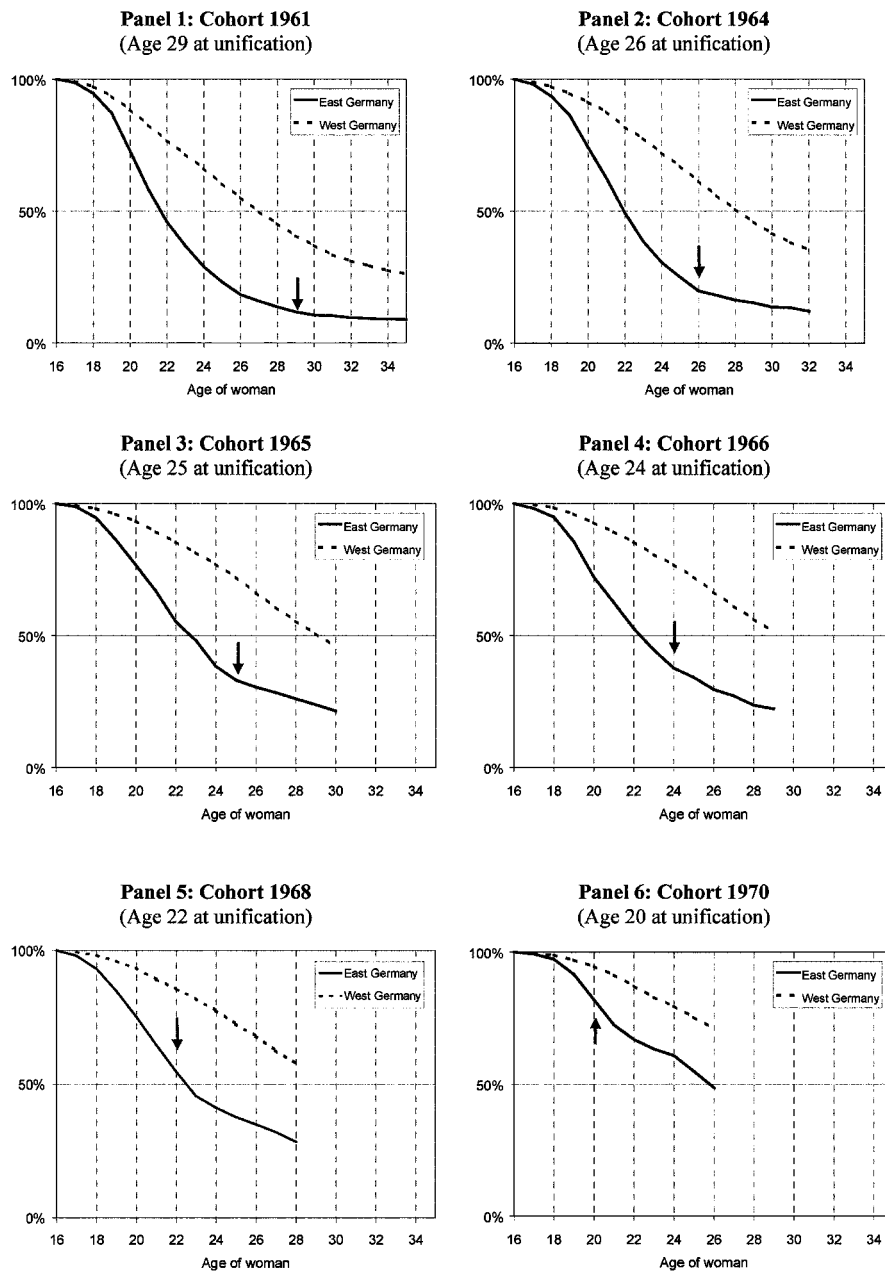 Panel 1: Cohort 1961
(Age 29 at unification)
100%
50%
0%
East Germany
West Germany
16 18 20 22 24 26 28 30 32 34
Age of woman
Panel 2: Cohort 1964
(Age 26 at unification)
100%
50%
0%
East Germany
West Germany
16 18 20 22 24 26 28 30 32 34
Age of woman
Panel 3: Cohort 1965
(Age 25 at unification)
100%
50%
0%
East Germany
West Germany
16 18 20 22 24 26 28 30 32 34
Age of woman
Panel 4: Cohort 1966
(Age 24 at unification)
100%
50%
0%
East Germany
West Germany
16 18 20 22 24 26 28 30 32 34
Age of woman
Panel 5: Cohort 1968
(Age 22 at unification)
100%
50%
0%
East Germany
West Germany
16 18 20 22 24 26 28 30 32 34
Age of woman
Panel 6: Cohort 1970
(Age 20 at unification)
100%
50%
0%
East Germany
West Germany
16 18 20 22 24 26 28 30 32 34
Age of woman